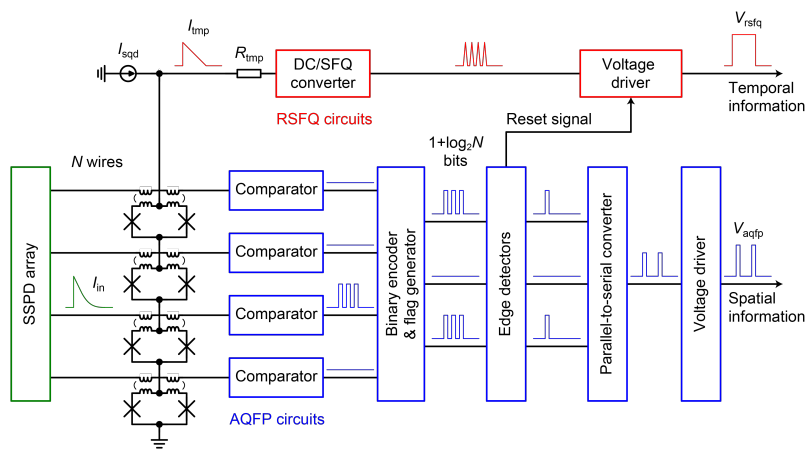 I_tmp
V_rsfq
I_sqd
R_tmp
DC/SFQ
converter
Voltage
driver
Temporal
information
RSFQ circuits
Reset signal
1+log₂N
bits
N wires
SSPD array
I_in
Comparator
Comparator
Comparator
Comparator
AQFP circuits
Binary encoder
& flag generator
Edge detectors
Parallel-to-serial converter
Voltage driver
V_aqfp
Spatial
information